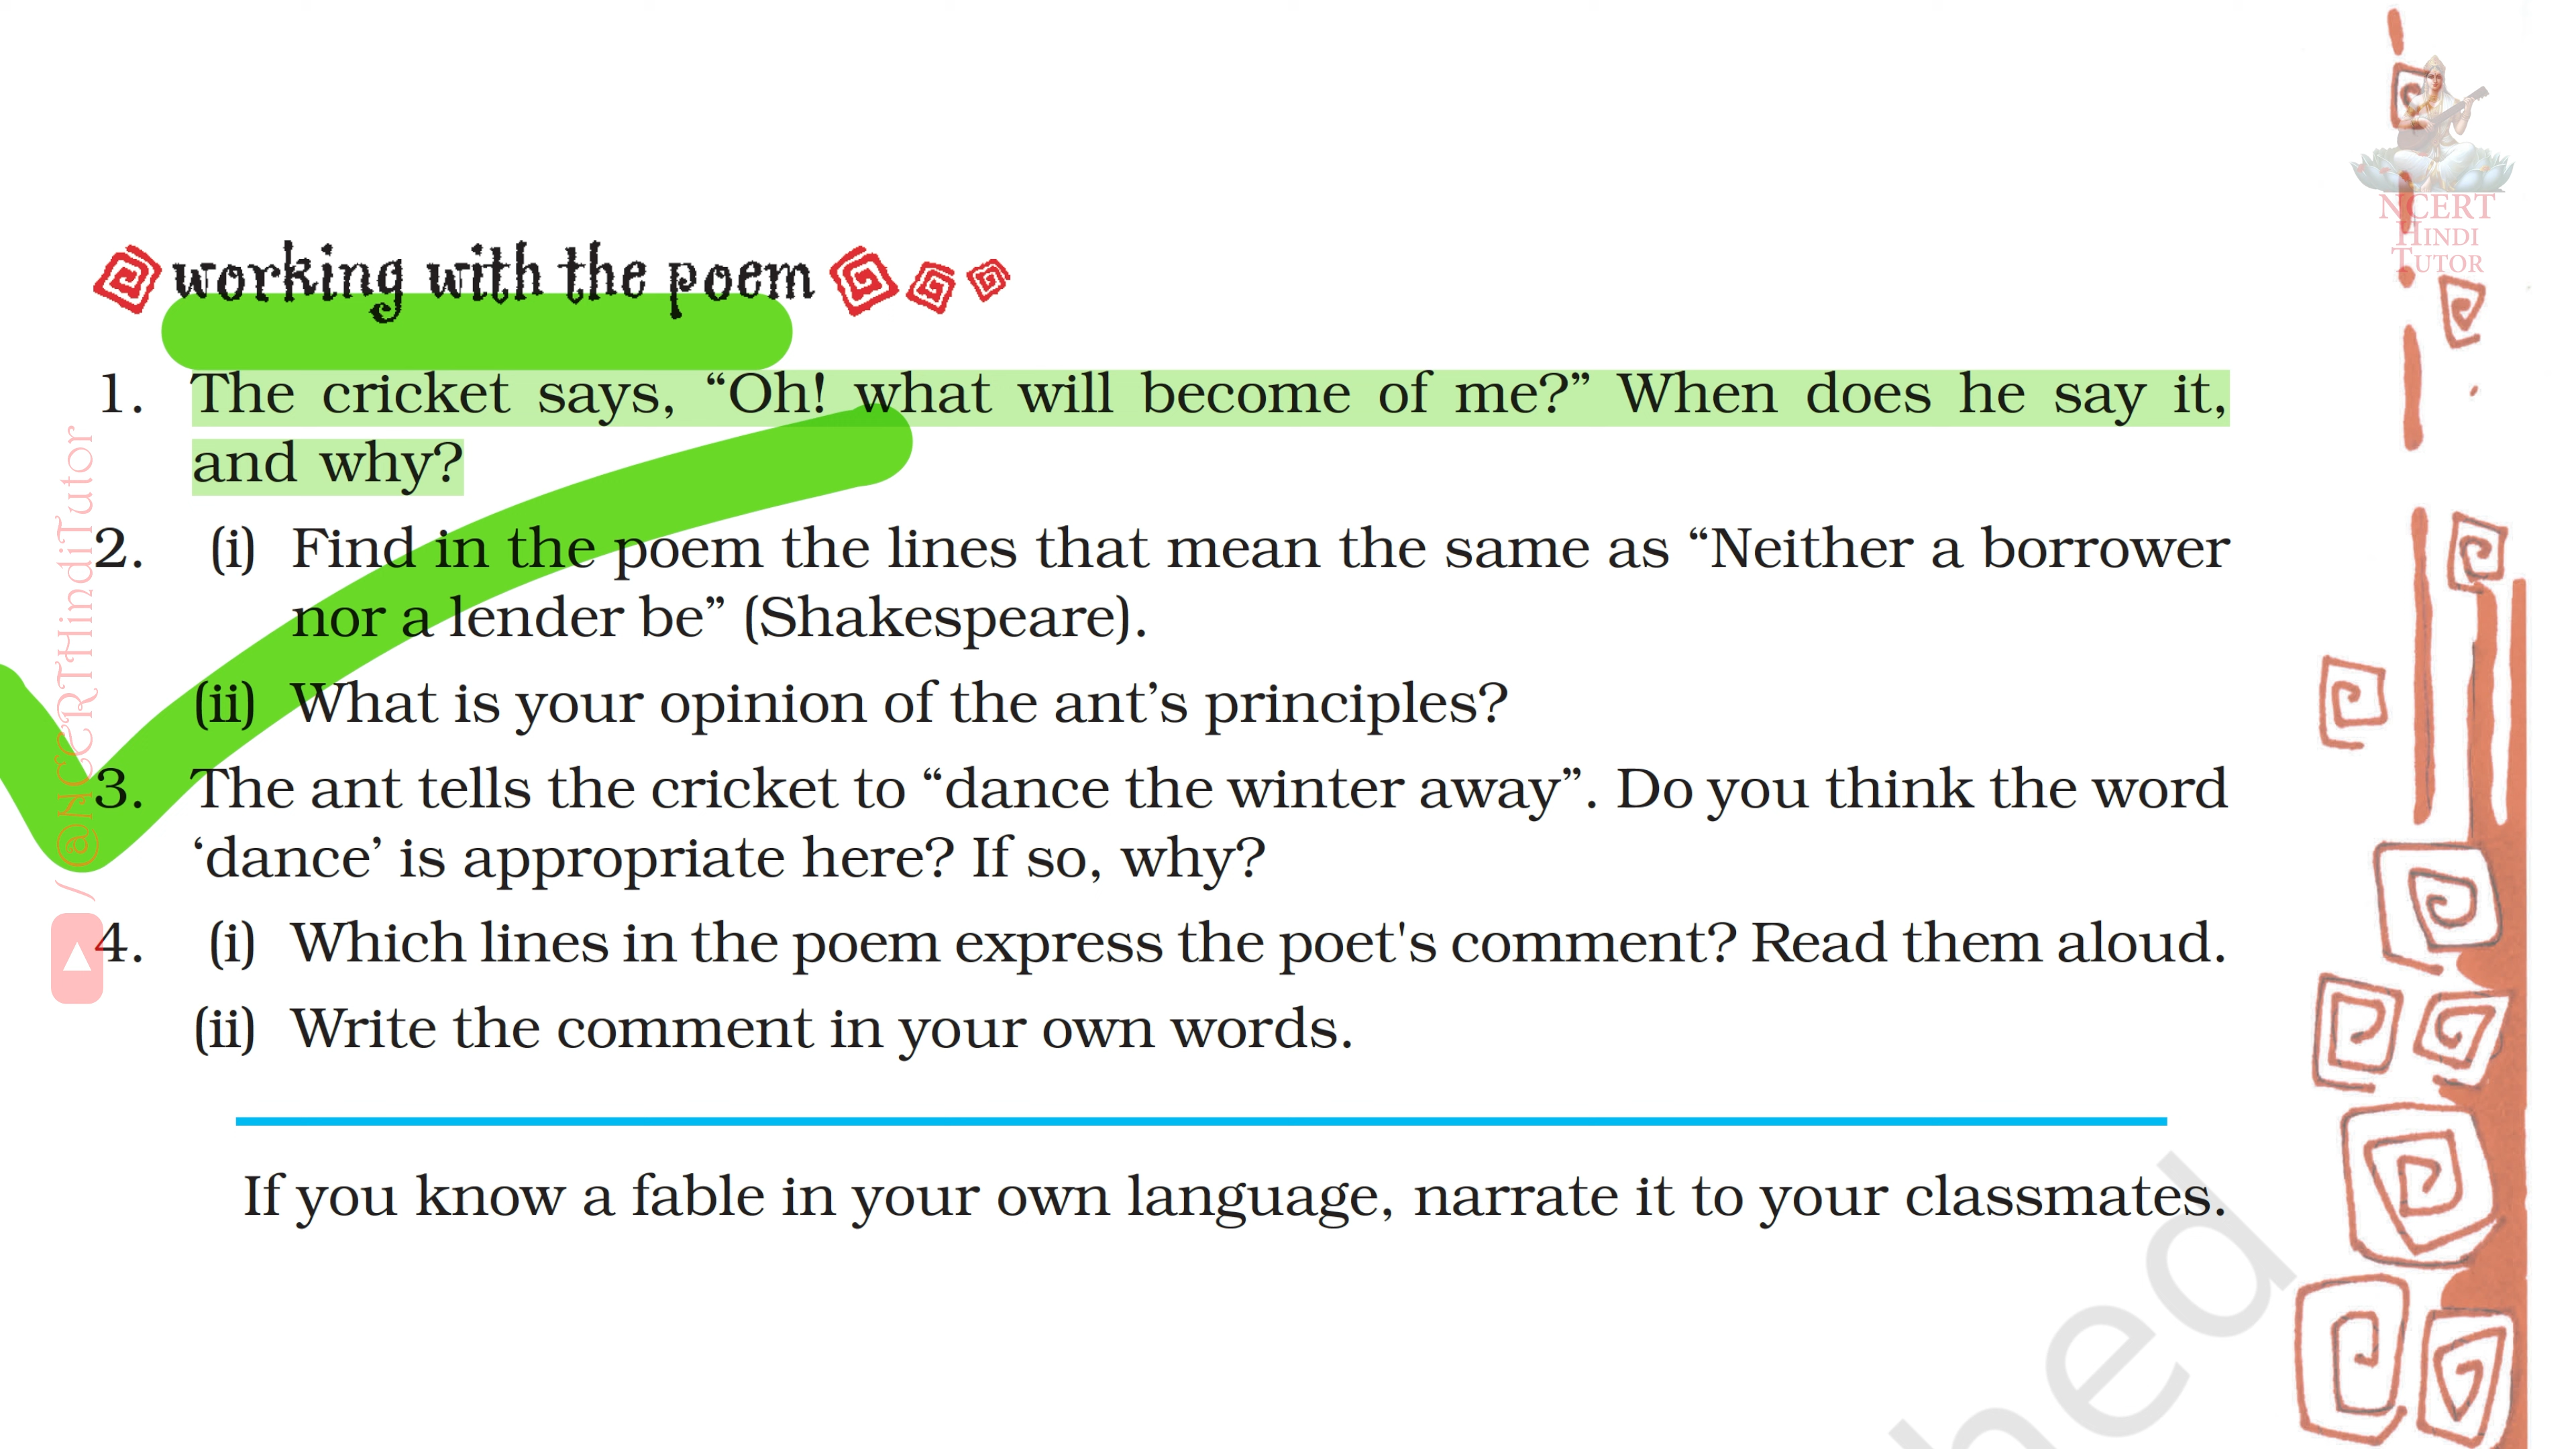 working with the poem
1. The cricket says, “Oh! what will become of me?” When does he say it,
and why?
2. (i) Find in the poem the lines that mean the same as “Neither a borrower
nor a lender be” (Shakespeare).
(ii) What is your opinion of the ant’s principles?
3. The ant tells the cricket to “dance the winter away”. Do you think the word
‘dance’ is appropriate here? If so, why?
4. (i) Which lines in the poem express the poet's comment? Read them aloud.
(ii) Write the comment in your own words.
If you know a fable in your own language, narrate it to your classmates.
NCERT
HINDI
TUTOR
/ @NCERTHindiTutor
hed